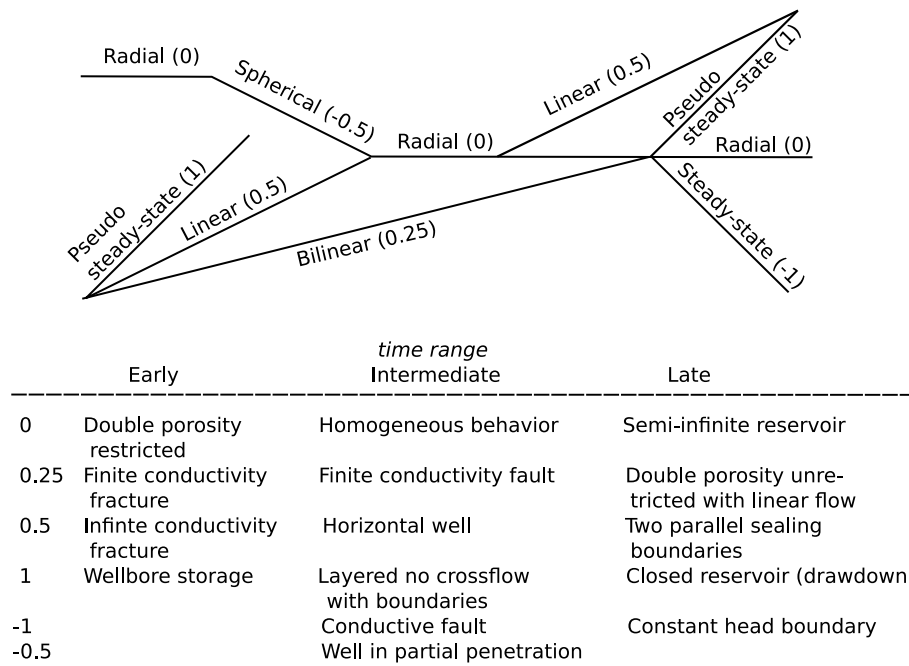 Radial (0)
Spherical (-0.5)
Pseudo
steady-state (1)
Linear (0.5)
Bilinear (0.25)
Radial (0)
Linear (0.5)
Pseudo
steady-state (1)
Radial (0)
Steady-state (-1)
time range
Early Intermediate Late
0 Double porosity Homogeneous behavior Semi-infinite reservoir
restricted
0.25 Finite conductivity Finite conductivity fault Double porosity unre-
fracture tricted with linear flow
0.5 Infinte conductivity Horizontal well Two parallel sealing
fracture boundaries
1 Wellbore storage Layered no crossflow Closed reservoir (drawdown
with boundaries
-1 Conductive fault Constant head boundary
-0.5 Well in partial penetration